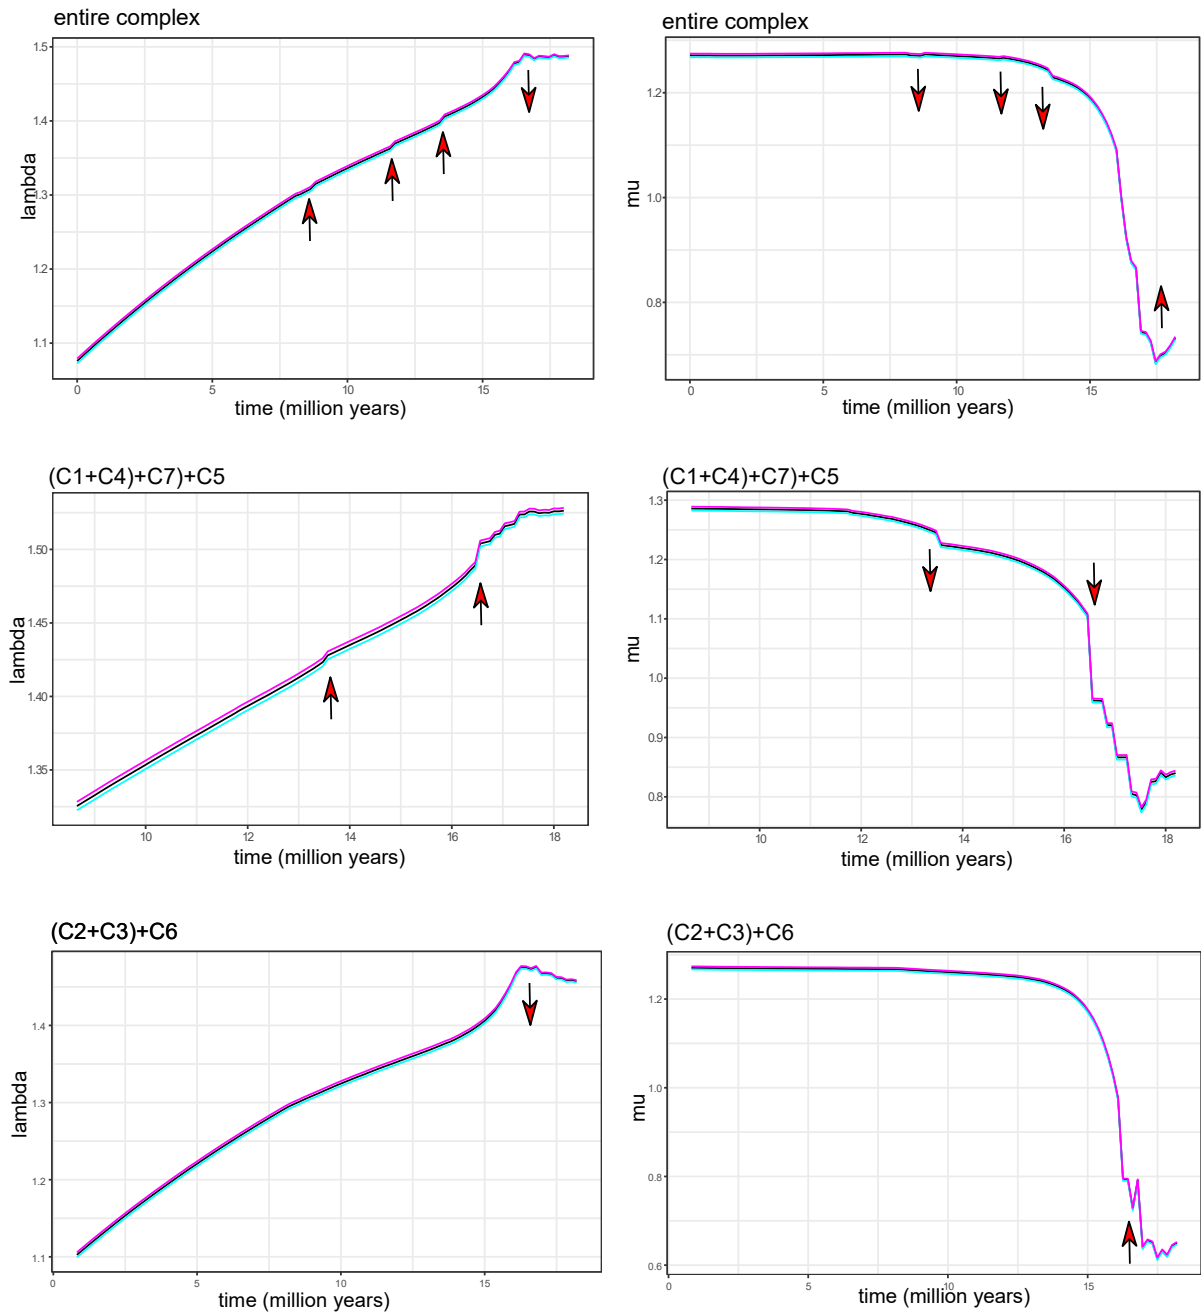 entire complex
1.5
1.4
1.3
1.2
1.1
lambda
0 5 10 15
time (million years)
entire complex
1.2
1.0
0.8
mu
0 5 10 15
time (million years)
(C1+C4)+C7)+C5
1.50
1.45
1.40
1.35
lambda
10 12 14 16 18
time (million years)
(C1+C4)+C7)+C5
1.3
1.2
1.1
1.0
0.9
0.8
mu
10 12 14 16 18
time (million years)
(C2+C3)+C6
1.4
1.3
1.2
1.1
lambda
0 5 10 15
time (million years)
(C2+C3)+C6
1.2
1.0
0.8
0.6
mu
0 5 10 15
time (million years)